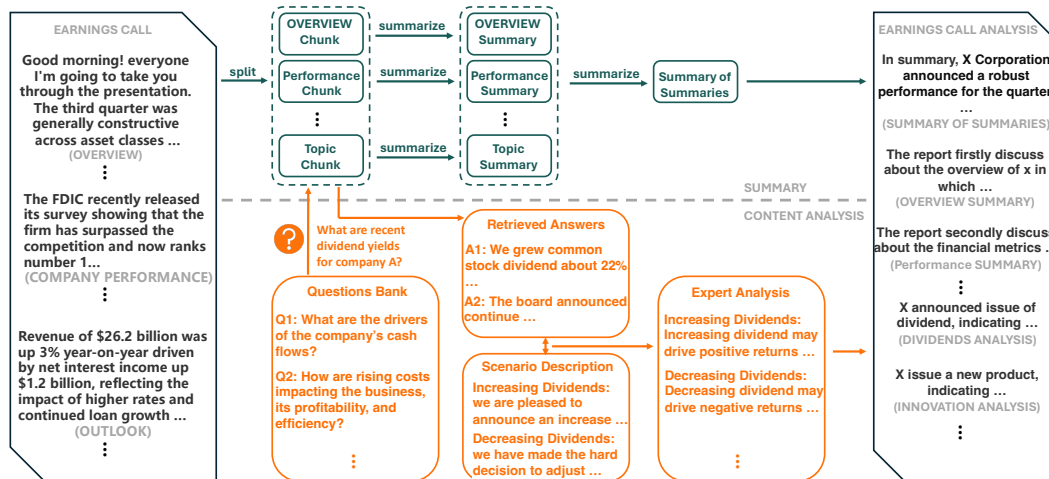 EARNINGS CALL
Good morning! everyone
I'm going to take you
through the presentation.
The third quarter was
generally constructive
across asset classes ...
(OVERVIEW)
The FDIC recently released
its survey showing that the
firm has surpassed the
competition and now ranks
number 1...
(COMPANY PERFORMANCE)
Revenue of $26.2 billion was
up 3% year-on-year driven
by net interest income up
$1.2 billion, reflecting the
impact of higher rates and
continued loan growth ...
(OUTLOOK)
split
OVERVIEW
Chunk
Performance
Chunk
Topic
Chunk
summarize
summarize
summarize
OVERVIEW
Summary
Performance
Summary
Topic
Summary
summarize
Summary of
Summaries
SUMMARY
CONTENT ANALYSIS
?
What are recent
dividend yields
for company A?
Questions Bank
Q1: What are the drivers
of the company's cash
flows?
Q2: How are rising costs
impacting the business,
its profitability, and
efficiency?
Retrieved Answers
A1: We grew common
stock dividend about 22%
...
A2: The board announced
continue ...
Scenario Description
Increasing Dividends:
we are pleased to
announce an increase ...
Decreasing Dividends:
we have made the hard
decision to adjust ...
Expert Analysis
Increasing Dividends:
Increasing dividend may
drive positive returns ...
Decreasing Dividends:
Decreasing dividend may
drive negative returns ...
EARNINGS CALL ANALYSIS
In summary, X Corporation
announced a robust
performance for the quarter
...
(SUMMARY OF SUMMARIES)
The report firstly discuss
about the overview of x in
which ...
(OVERVIEW SUMMARY)
The report secondly discuss
about the financial metrics ..
(Performance SUMMARY)
X announced issue of
dividend, indicating ...
(DIVIDENDS ANALYSIS)
X issue a new product,
indicating ...
(INNOVATION ANALYSIS)